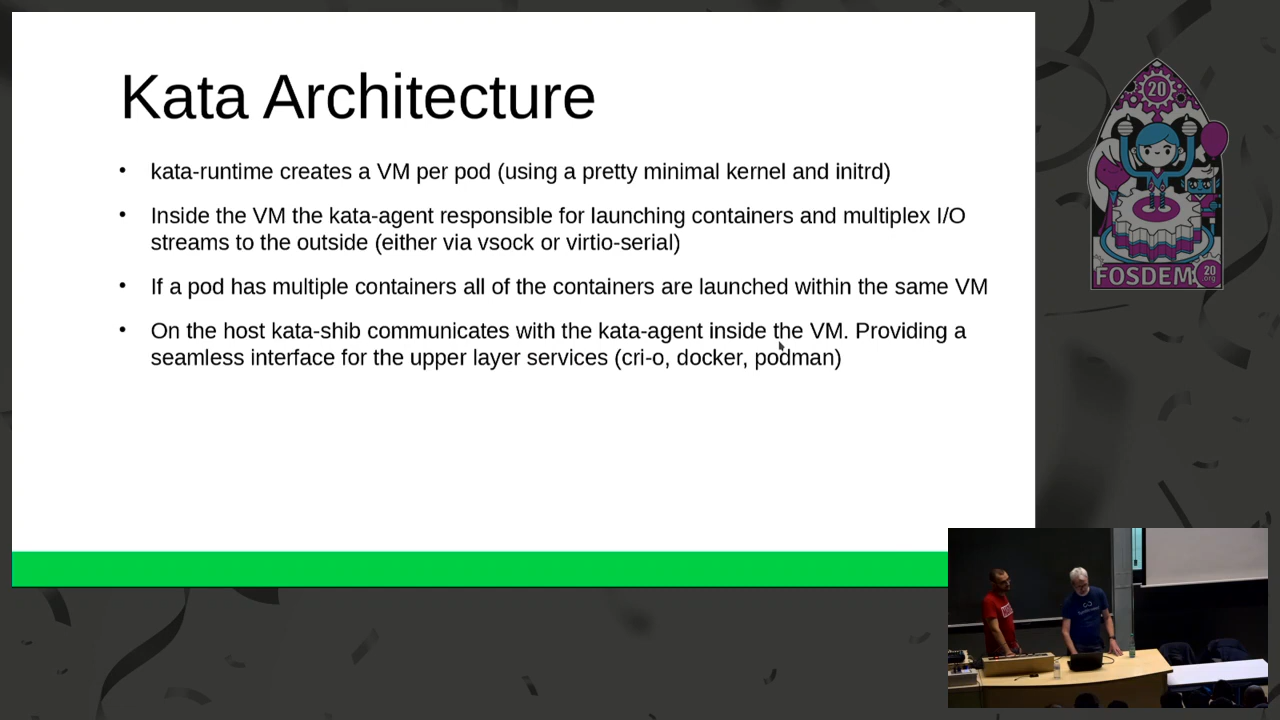 Kata Architecture
• kata-runtime creates a VM per pod (using a pretty minimal kernel and initrd)
• Inside the VM the kata-agent responsible for launching containers and multiplex I/O
streams to the outside (either via vsock or virtio-serial)
• If a pod has multiple containers all of the containers are launched within the same VM
• On the host kata-shib communicates with the kata-agent inside the VM. Providing a
seamless interface for the upper layer services (cri-o, docker, podman)
20
FOSDEM
20
org